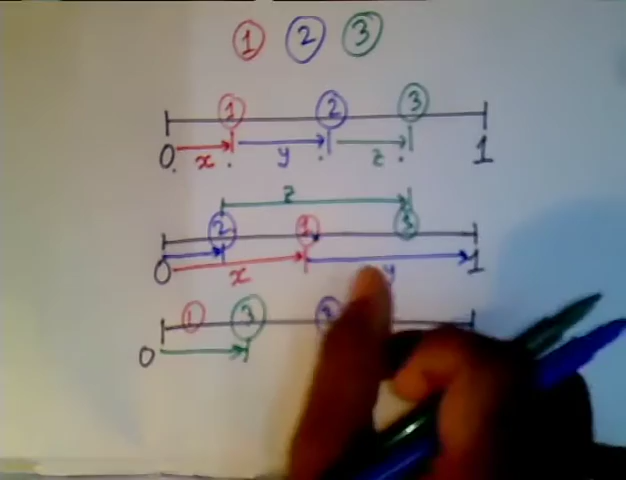 1 2 3
1 2 3
0 x y z 1
z
2 1 3
0 x y 1
1 3 2
0